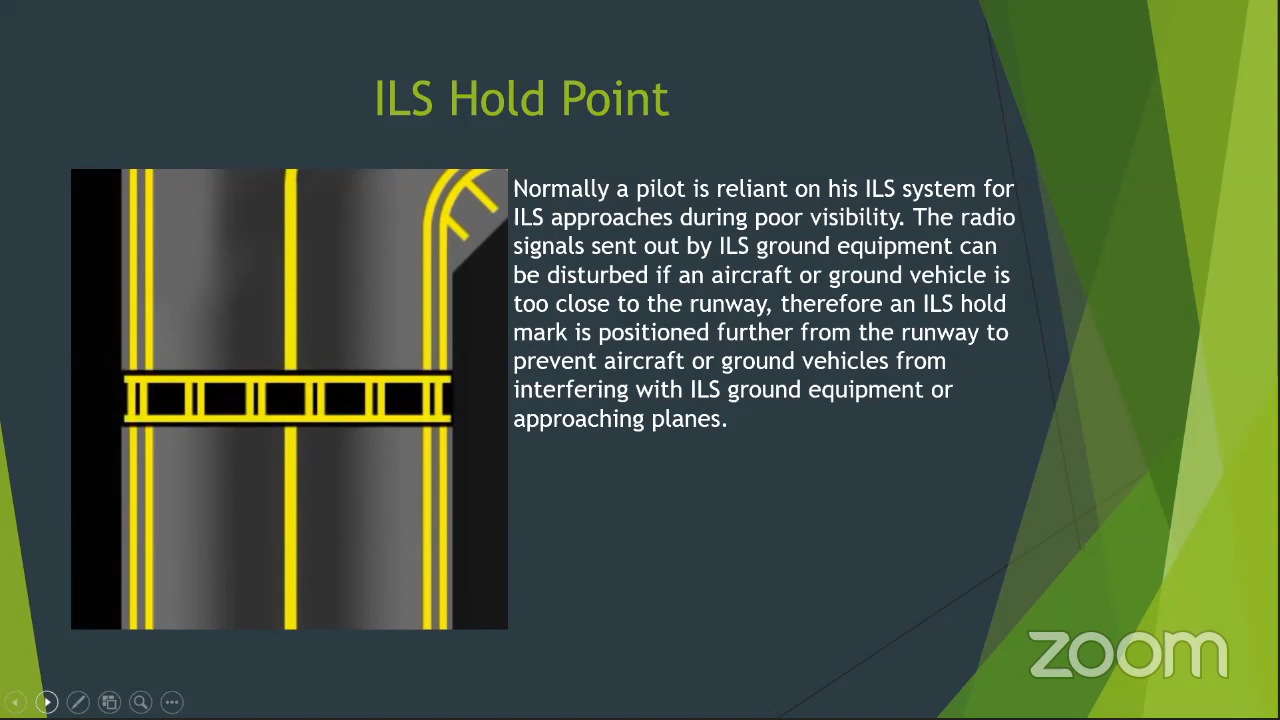 ILS Hold Point
Normally a pilot is reliant on his ILS system for
ILS approaches during poor visibility. The radio
signals sent out by ILS ground equipment can
be disturbed if an aircraft or ground vehicle is
too close to the runway, therefore an ILS hold
mark is positioned further from the runway to
prevent aircraft or ground vehicles from
interfering with ILS ground equipment or
approaching planes.
zoom